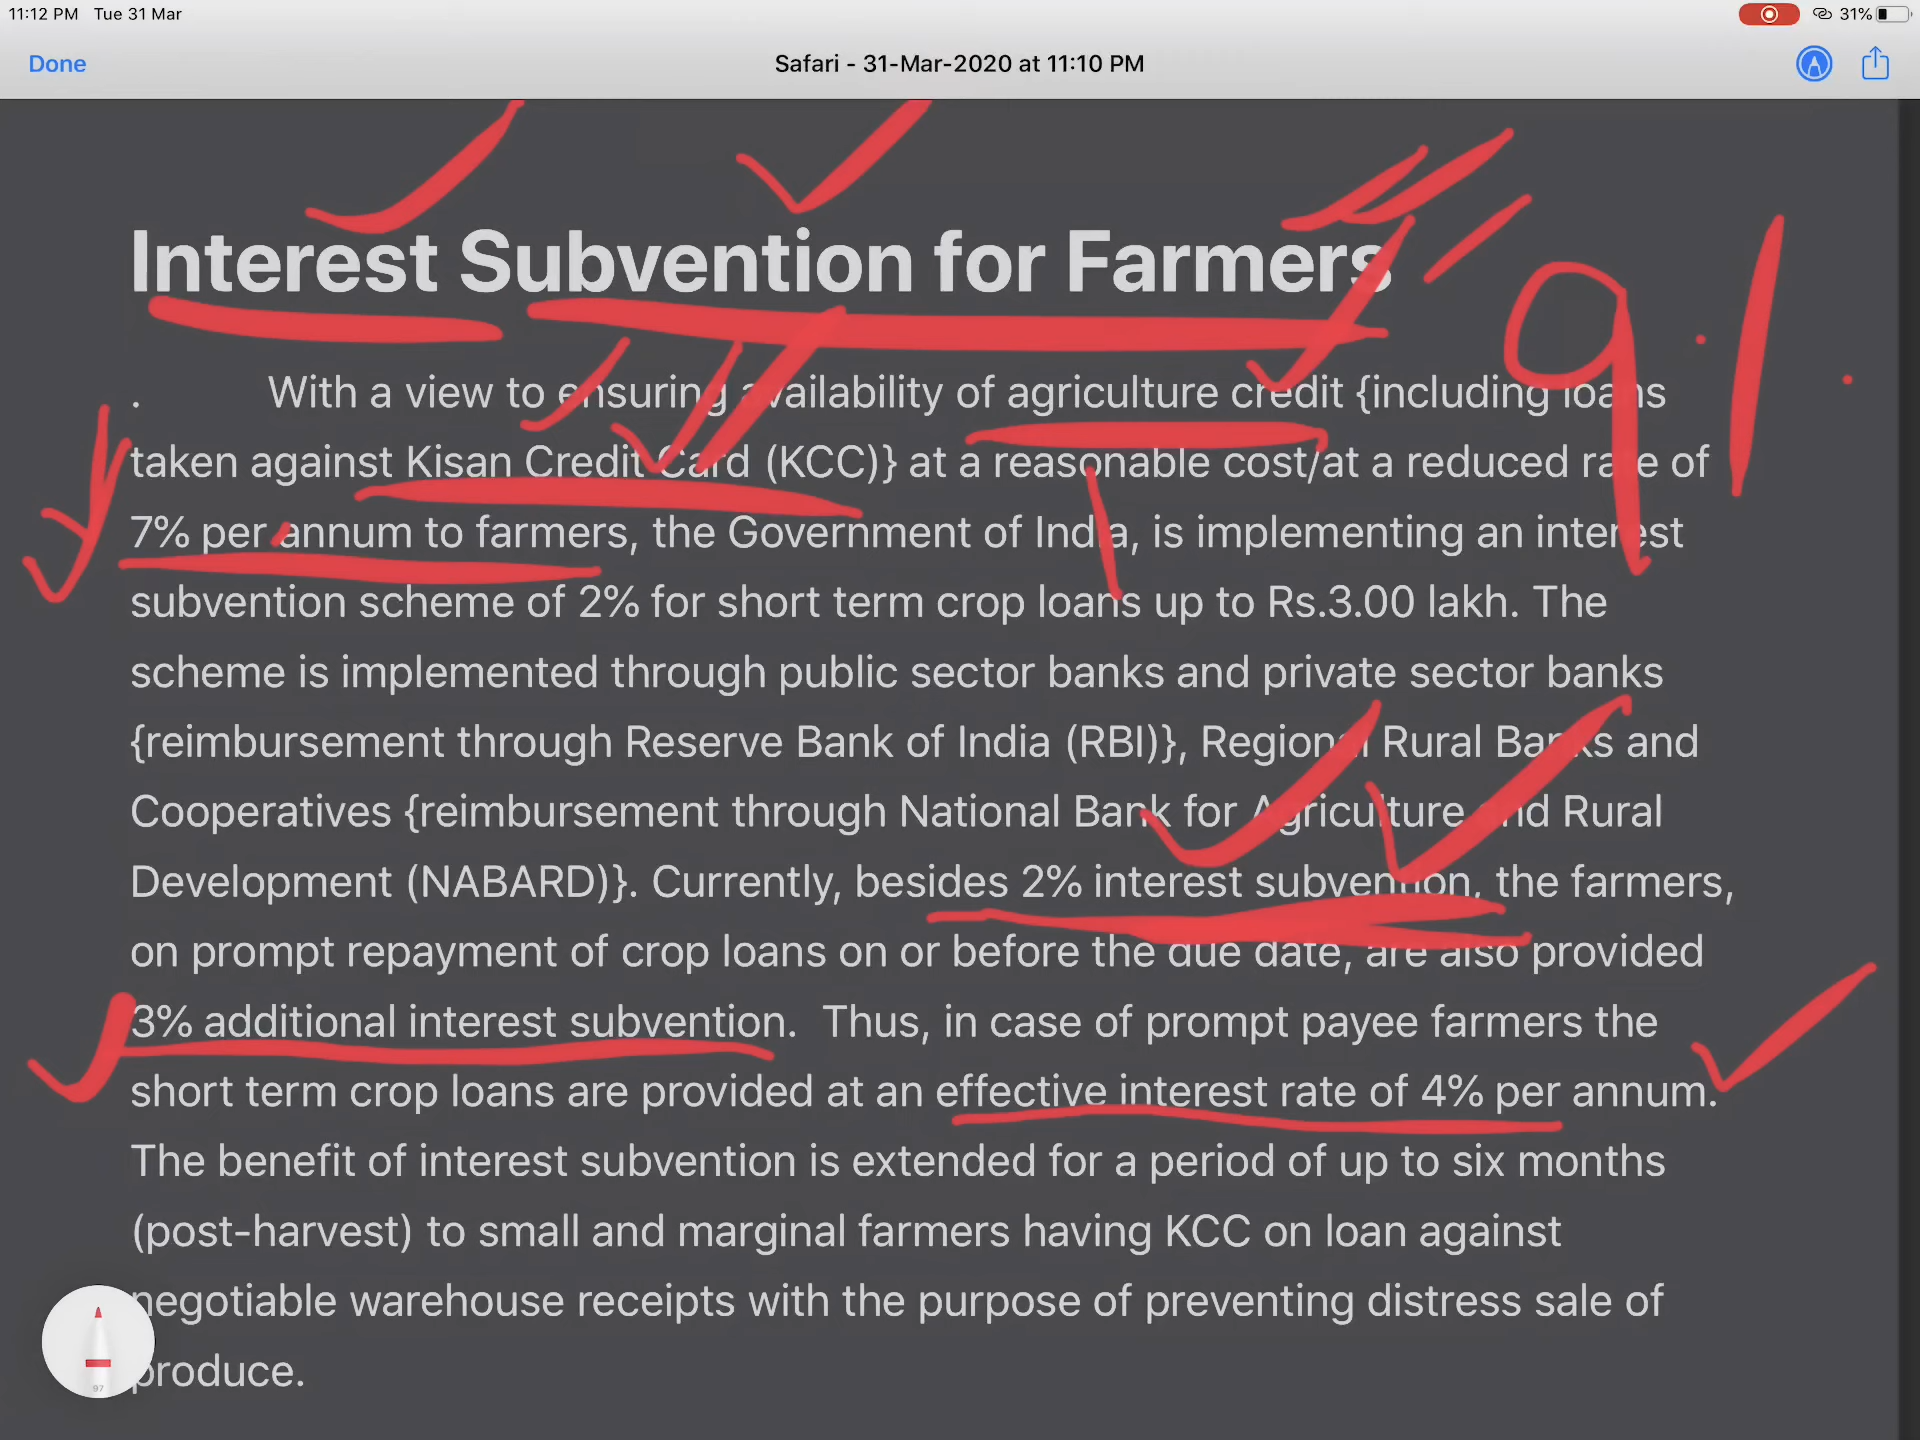 11:12 PM Tue 31 Mar
31%
Done
Safari - 31-Mar-2020 at 11:10 PM
Interest Subvention for Farmers
9%
. With a view to ensuring availability of agriculture credit {including loans
taken against Kisan Credit Card (KCC)} at a reasonable cost/at a reduced rate of
7% per annum to farmers, the Government of India, is implementing an interest
subvention scheme of 2% for short term crop loans up to Rs.3.00 lakh. The
scheme is implemented through public sector banks and private sector banks
{reimbursement through Reserve Bank of India (RBI)}, Regional Rural Banks and
Cooperatives {reimbursement through National Bank for Agriculture and Rural
Development (NABARD)}. Currently, besides 2% interest subvention, the farmers,
on prompt repayment of crop loans on or before the due date, are also provided
3% additional interest subvention. Thus, in case of prompt payee farmers the
short term crop loans are provided at an effective interest rate of 4% per annum.
The benefit of interest subvention is extended for a period of up to six months
(post-harvest) to small and marginal farmers having KCC on loan against
negotiable warehouse receipts with the purpose of preventing distress sale of
produce.
97